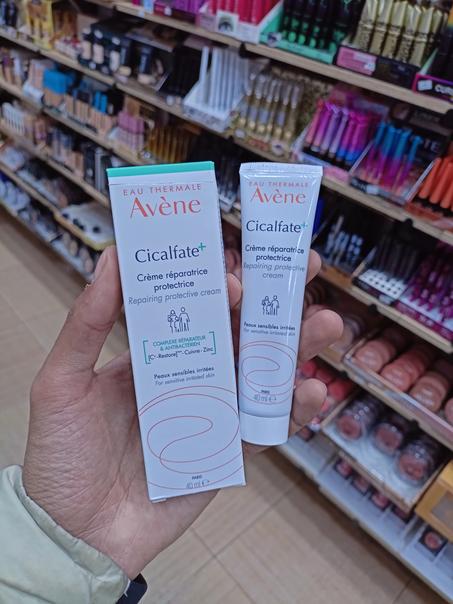 EAU THERMALE
Avène
Cicalfate+
Crème réparatrice
protectrice
Repairing protective cream
COMPLEXE RÉPARATEUR
& ANTIBACTÉRIEN
Peaux sensibles irritées
For sensitive irritated skin
PARIS
40 ml e
EAU THERMALE
Avène
Cicalfate+
Crème réparatrice
protectrice
Repairing protective
cream
Peaux sensibles irritées
For sensitive irritated skin
PARIS
40 ml e